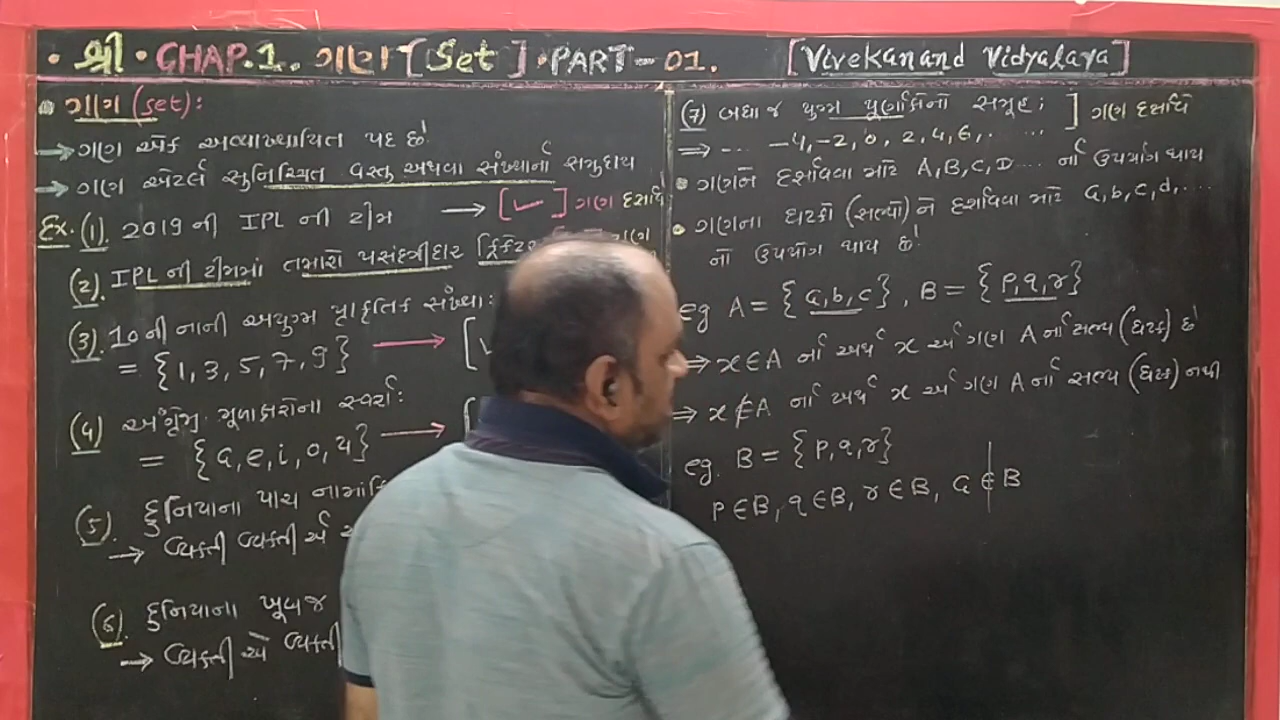 . શ્રી . CHAP.1. ગણ [Set] . PART - 01. [Vivekanand Vidyalaya]
ગણ (set):
→ ગણ એક અવ્યાખ્યાયિત પદ છે.
→ ગણ એટલે સુનિશ્ચિત વસ્તુ અથવા સંખ્યાનો સમુદાય
Ex. (1). 2019 ની IPL ની ટીમ → [✓] ગણ દર્શાવે
(2). IPL ની ટીમમાં તમારો પસંદગીદાર ક્રિકેટર ગણ
(3). 10 ની નાની અયુગ્મ પ્રાકૃતિક સંખ્યા:
= {1, 3, 5, 7, 9} → [✓
(4) અંગ્રેજી મૂળાક્ષરોના સ્વરો:
= {a, e, i, o, u} → [
(5). દુનિયાના પાંચ
→ વ્યક્તી વ્યક્તી એ
(6). દુનિયાના ખૂબ જ
→ વ્યક્તી એ વ્યક્તી
(7) બધા જ યુગ્મ પૂર્ણાંકોનો સમૂહ: ] ગણ દર્શાવે
⇒ ... -4, -2, 0, 2, 4, 6, . ....
• ગણને દર્શાવવા માટે A, B, C, D .... નો ઉપયોગ થાય
• ગણના ઘટકો (સભ્યો) ને દર્શાવવા માટે a, b, c, d, ....
નો ઉપયોગ થાય છે.
eg A = {a, b, c}, B = {p, q, r}
⇒ x ∈ A નો અર્થ x એ ગણ A નો સભ્ય (ઘટક) છે
⇒ x ∉ A નો અર્થ x એ ગણ A નો સભ્ય (ઘટક) નથી
eg. B = {p, q, r}
p ∈ B, q ∈ B, r ∈ B, a ∉ B